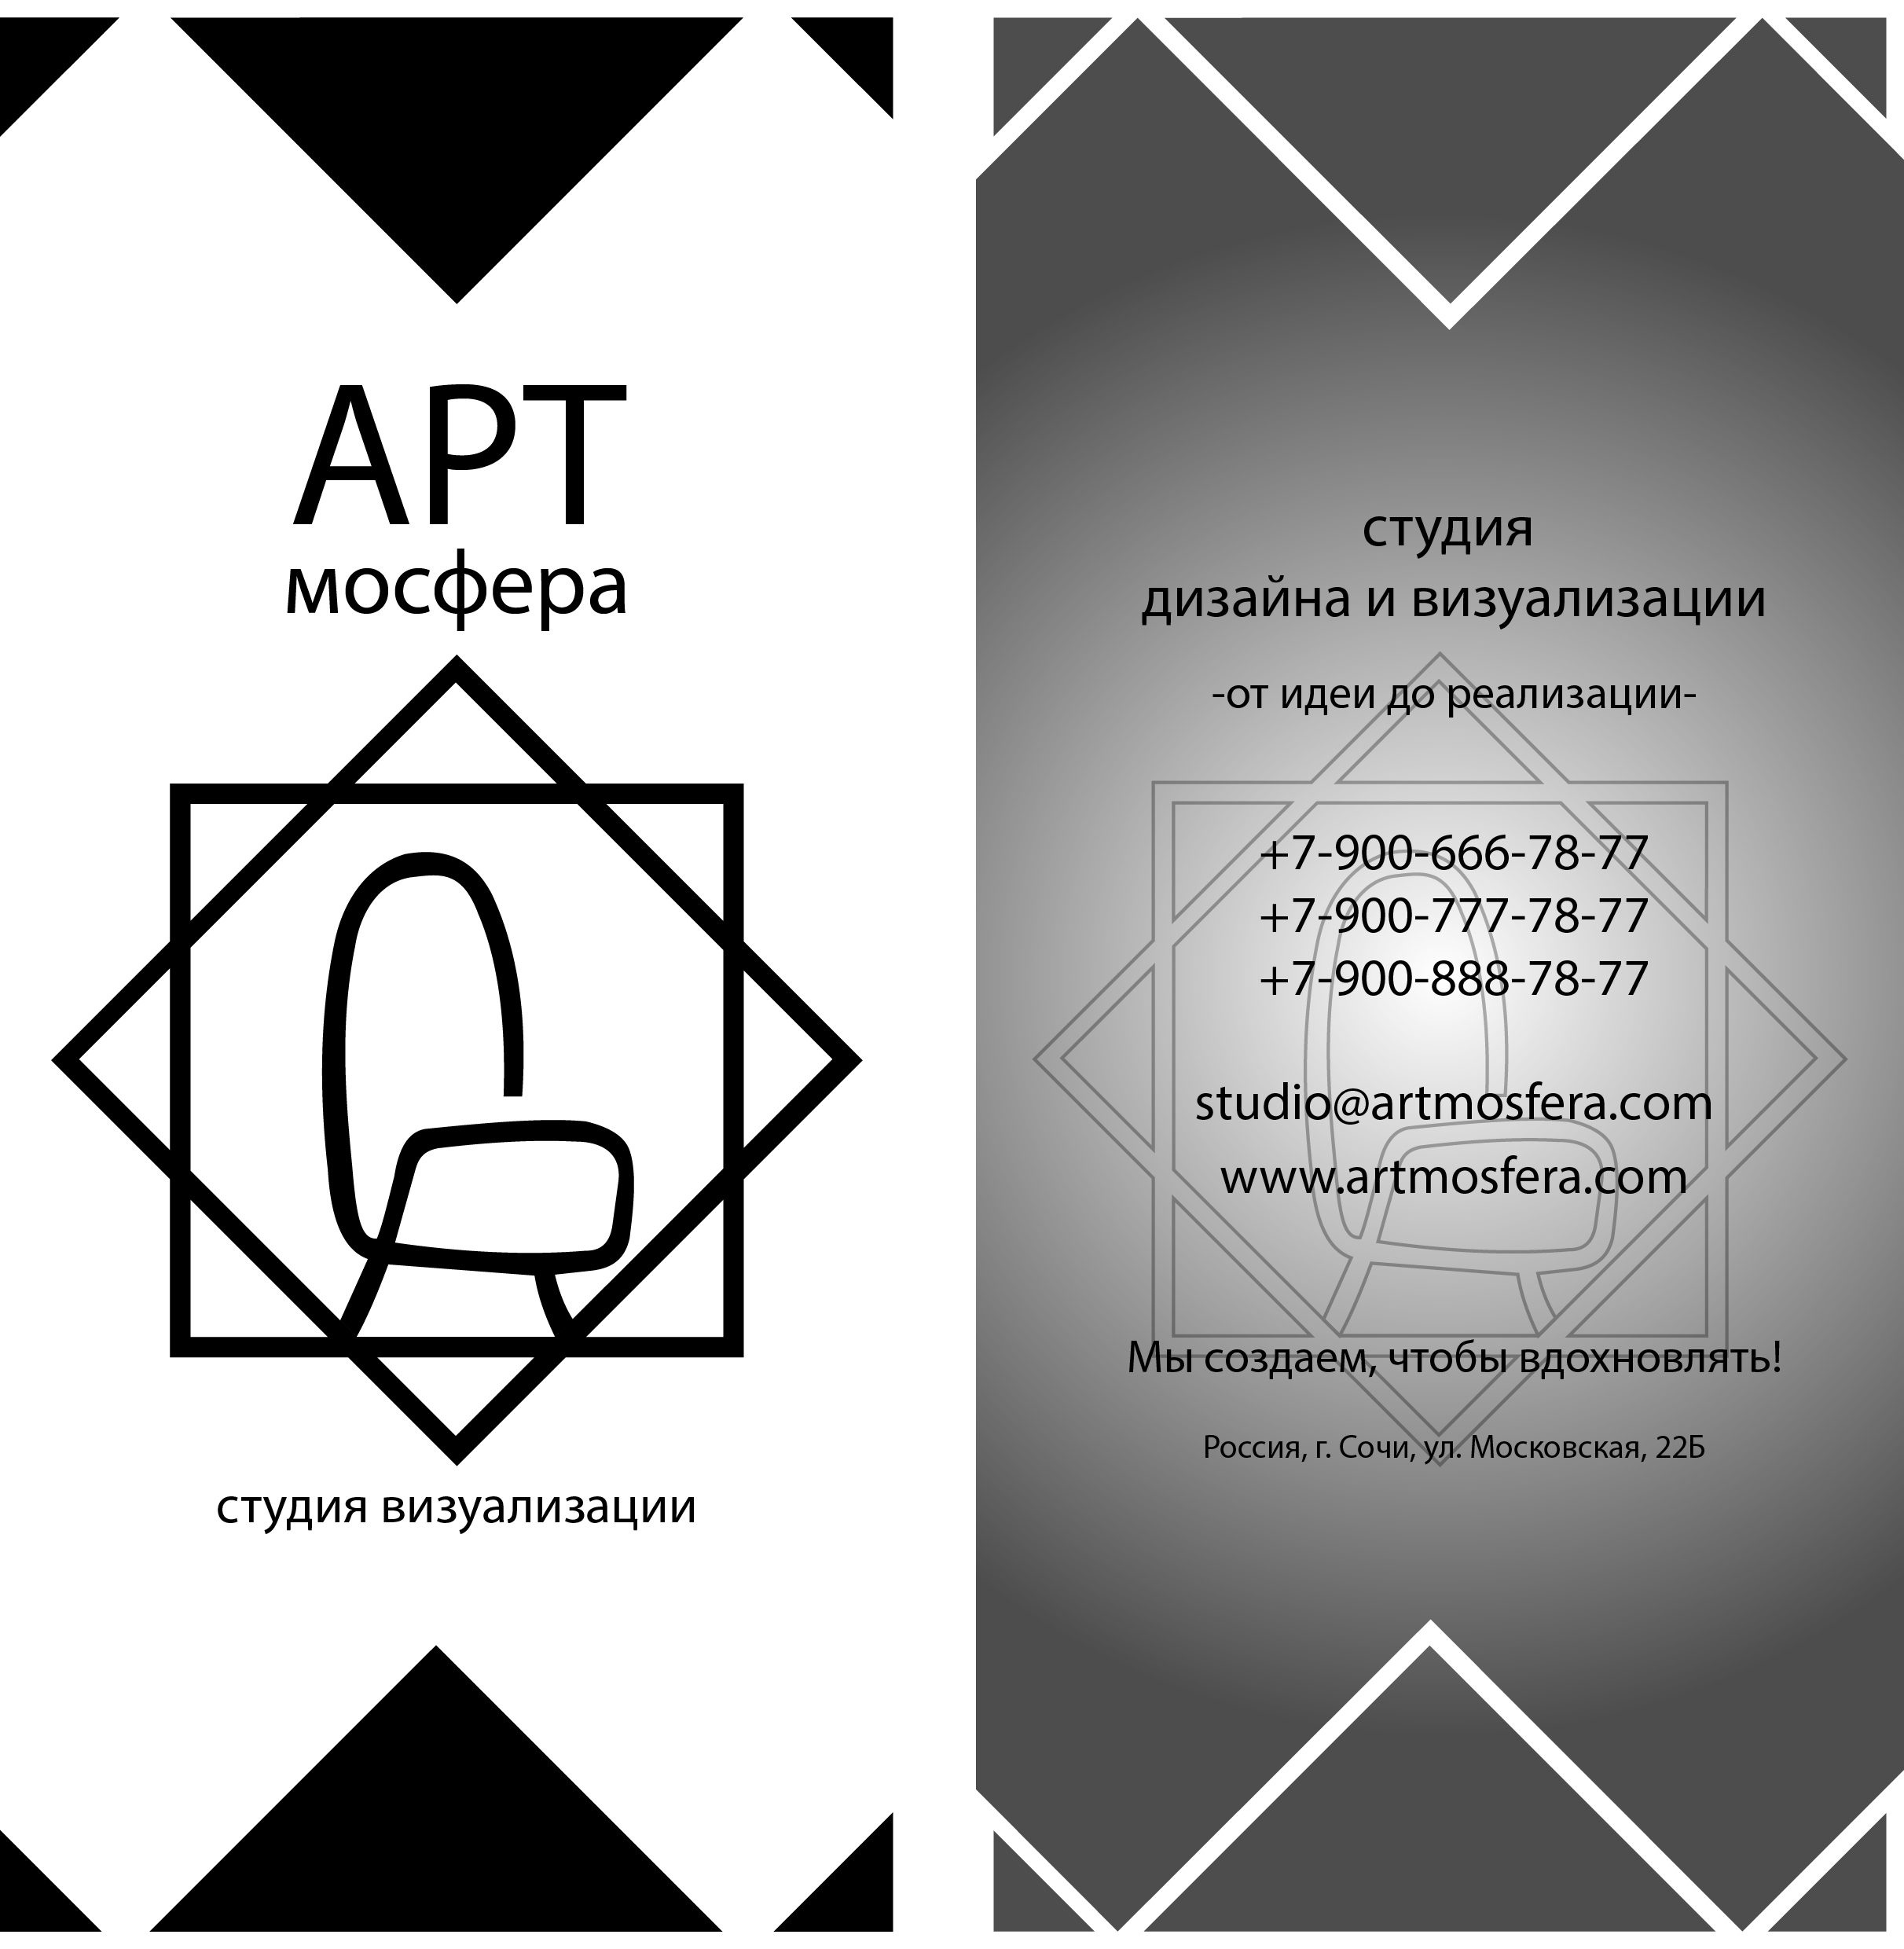 АРТ
мосфера
студия визуализации
студия
дизайна и визуализации
-от идеи до реализации-
+7-900-666-78-77
+7-900-777-78-77
+7-900-888-78-77
studio@artmosfera.com
www.artmosfera.com
Мы создаем, чтобы вдохновлять!
Россия, г. Сочи, ул. Московская, 22Б